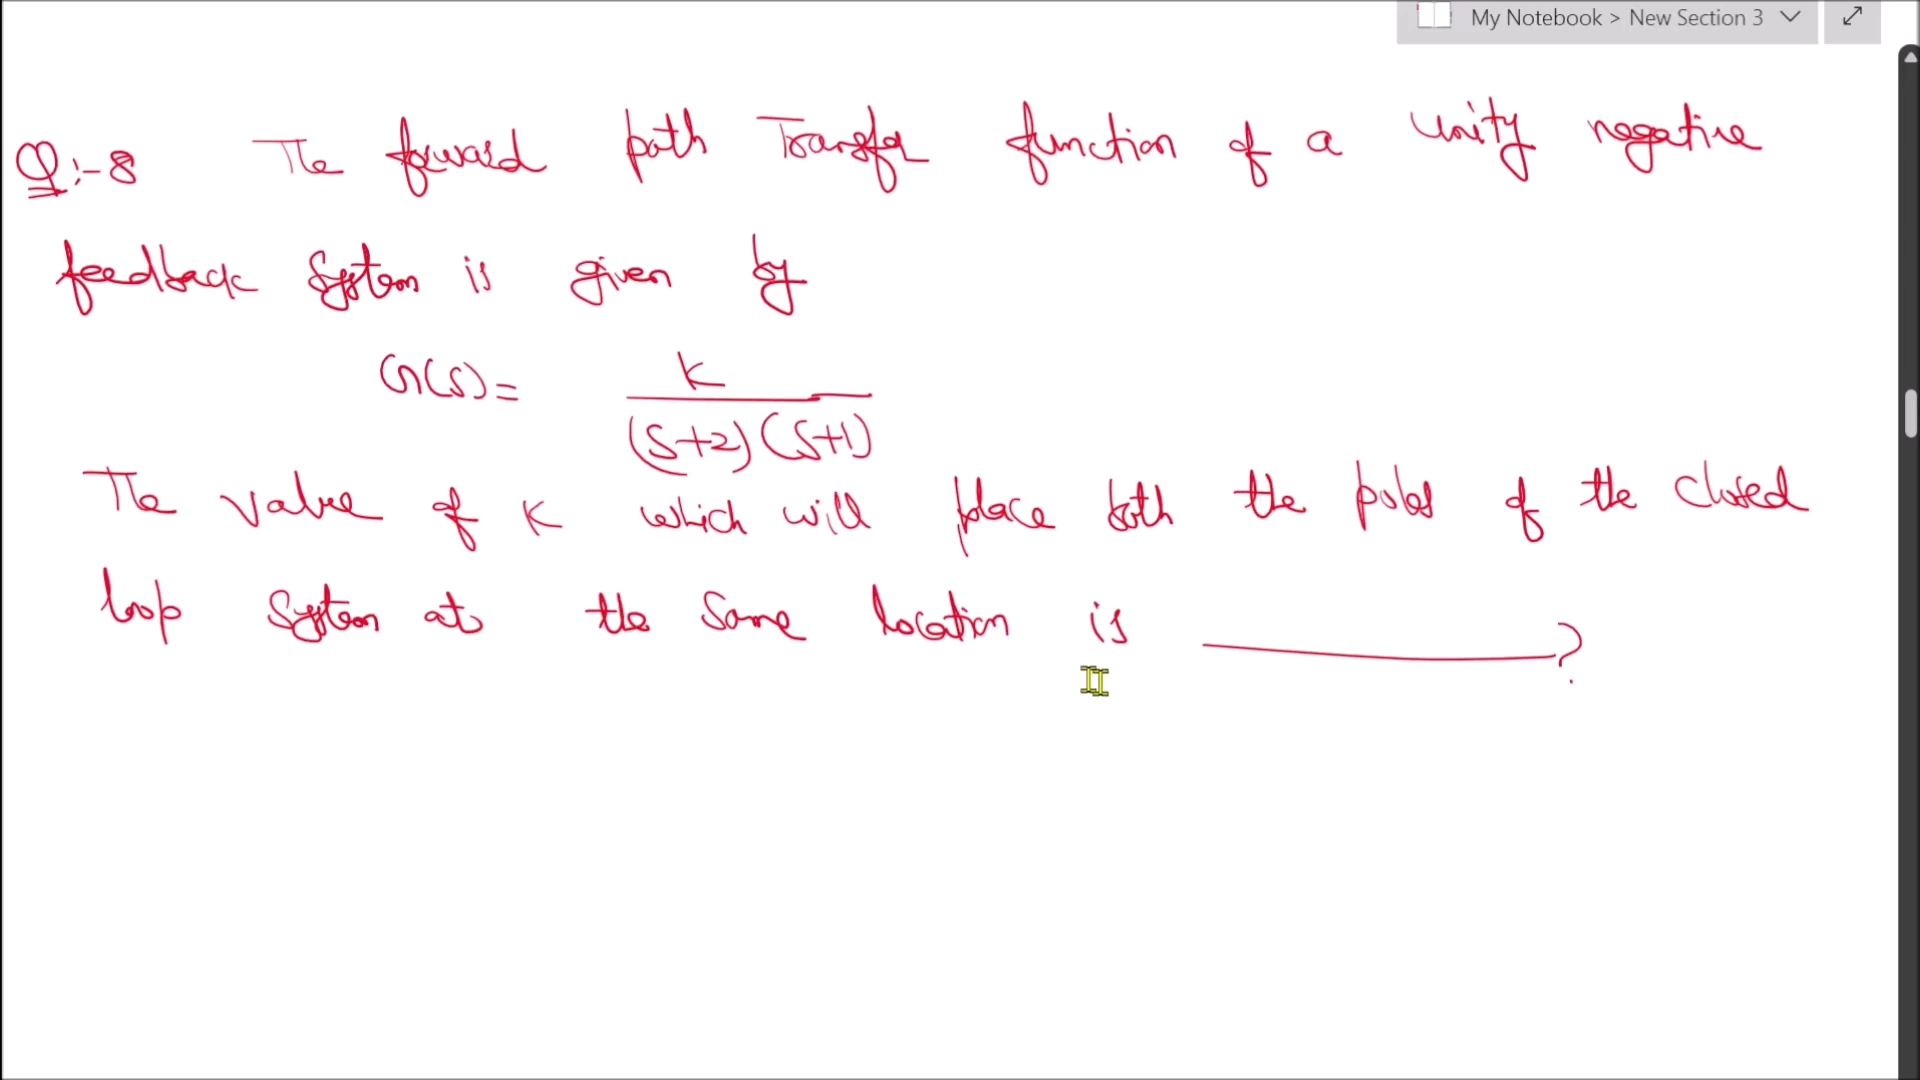 My Notebook > New Section 3
Q:-8 The forward path Transfer function of a unity negative
feedback System is given by
G(s)= K
(S+2)(S+1)
The value of K which will place both the poles of the closed
loop System at the same location is ________?